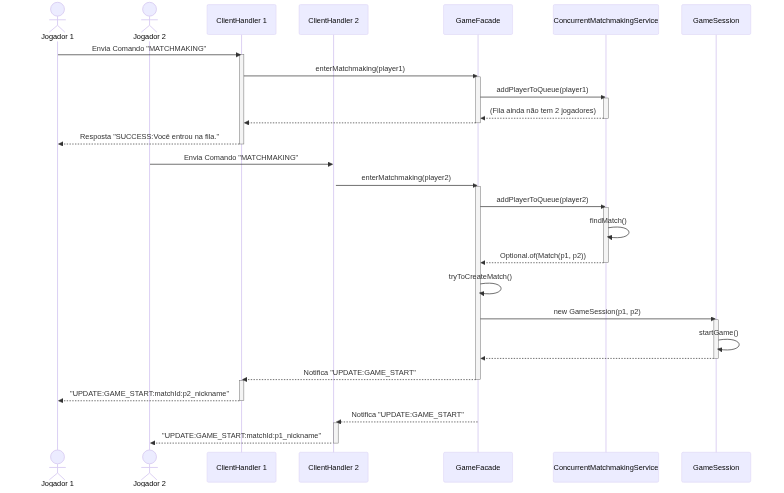 Jogador 1
Jogador 2
ClientHandler 1
ClientHandler 2
GameFacade
ConcurrentMatchmakingService
GameSession
Envia Comando "MATCHMAKING"
enterMatchmaking(player1)
addPlayerToQueue(player1)
(Fila ainda não tem 2 jogadores)
Resposta "SUCCESS:Você entrou na fila."
Envia Comando "MATCHMAKING"
enterMatchmaking(player2)
addPlayerToQueue(player2)
findMatch()
Optional.of(Match(p1, p2))
tryToCreateMatch()
new GameSession(p1, p2)
startGame()
Notifica "UPDATE:GAME_START"
"UPDATE:GAME_START:matchId:p2_nickname"
Notifica "UPDATE:GAME_START"
"UPDATE:GAME_START:matchId:p1_nickname"
Jogador 1
Jogador 2
ClientHandler 1
ClientHandler 2
GameFacade
ConcurrentMatchmakingService
GameSession